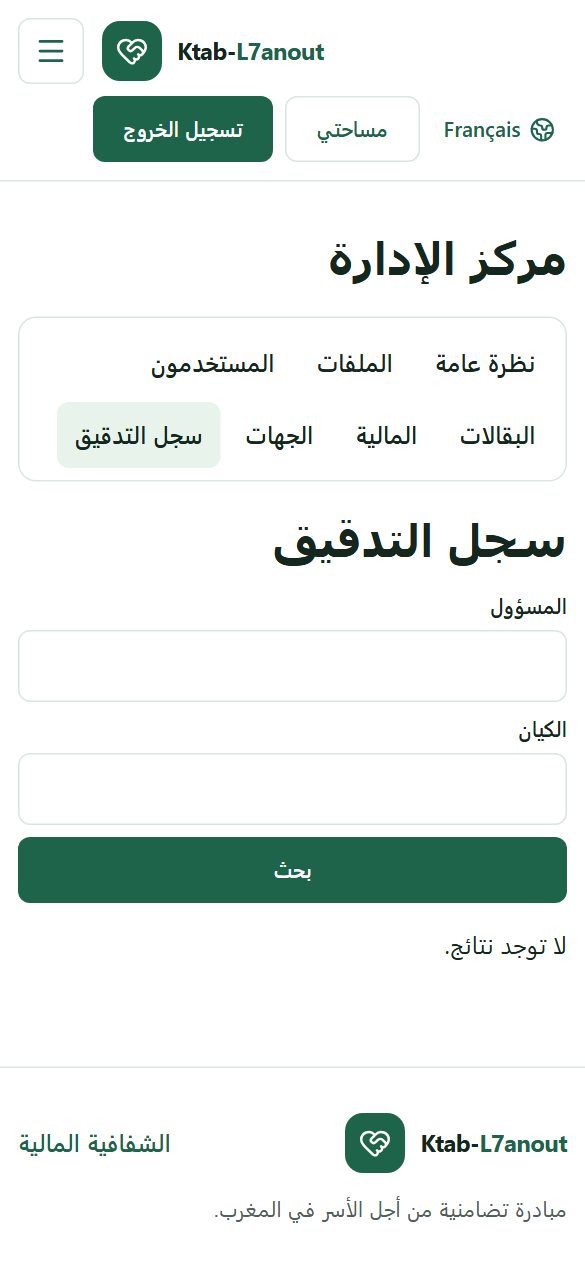 Ktab-L7anout
Français مساحتي تسجيل الخروج
مركز الإدارة
نظرة عامة الملفات المستخدمون
البقالات المالية الجهات سجل التدقيق
سجل التدقيق
المسؤول
الكيان
بحث
لا توجد نتائج.
Ktab-L7anout الشفافية المالية
مبادرة تضامنية من أجل الأسر في المغرب.